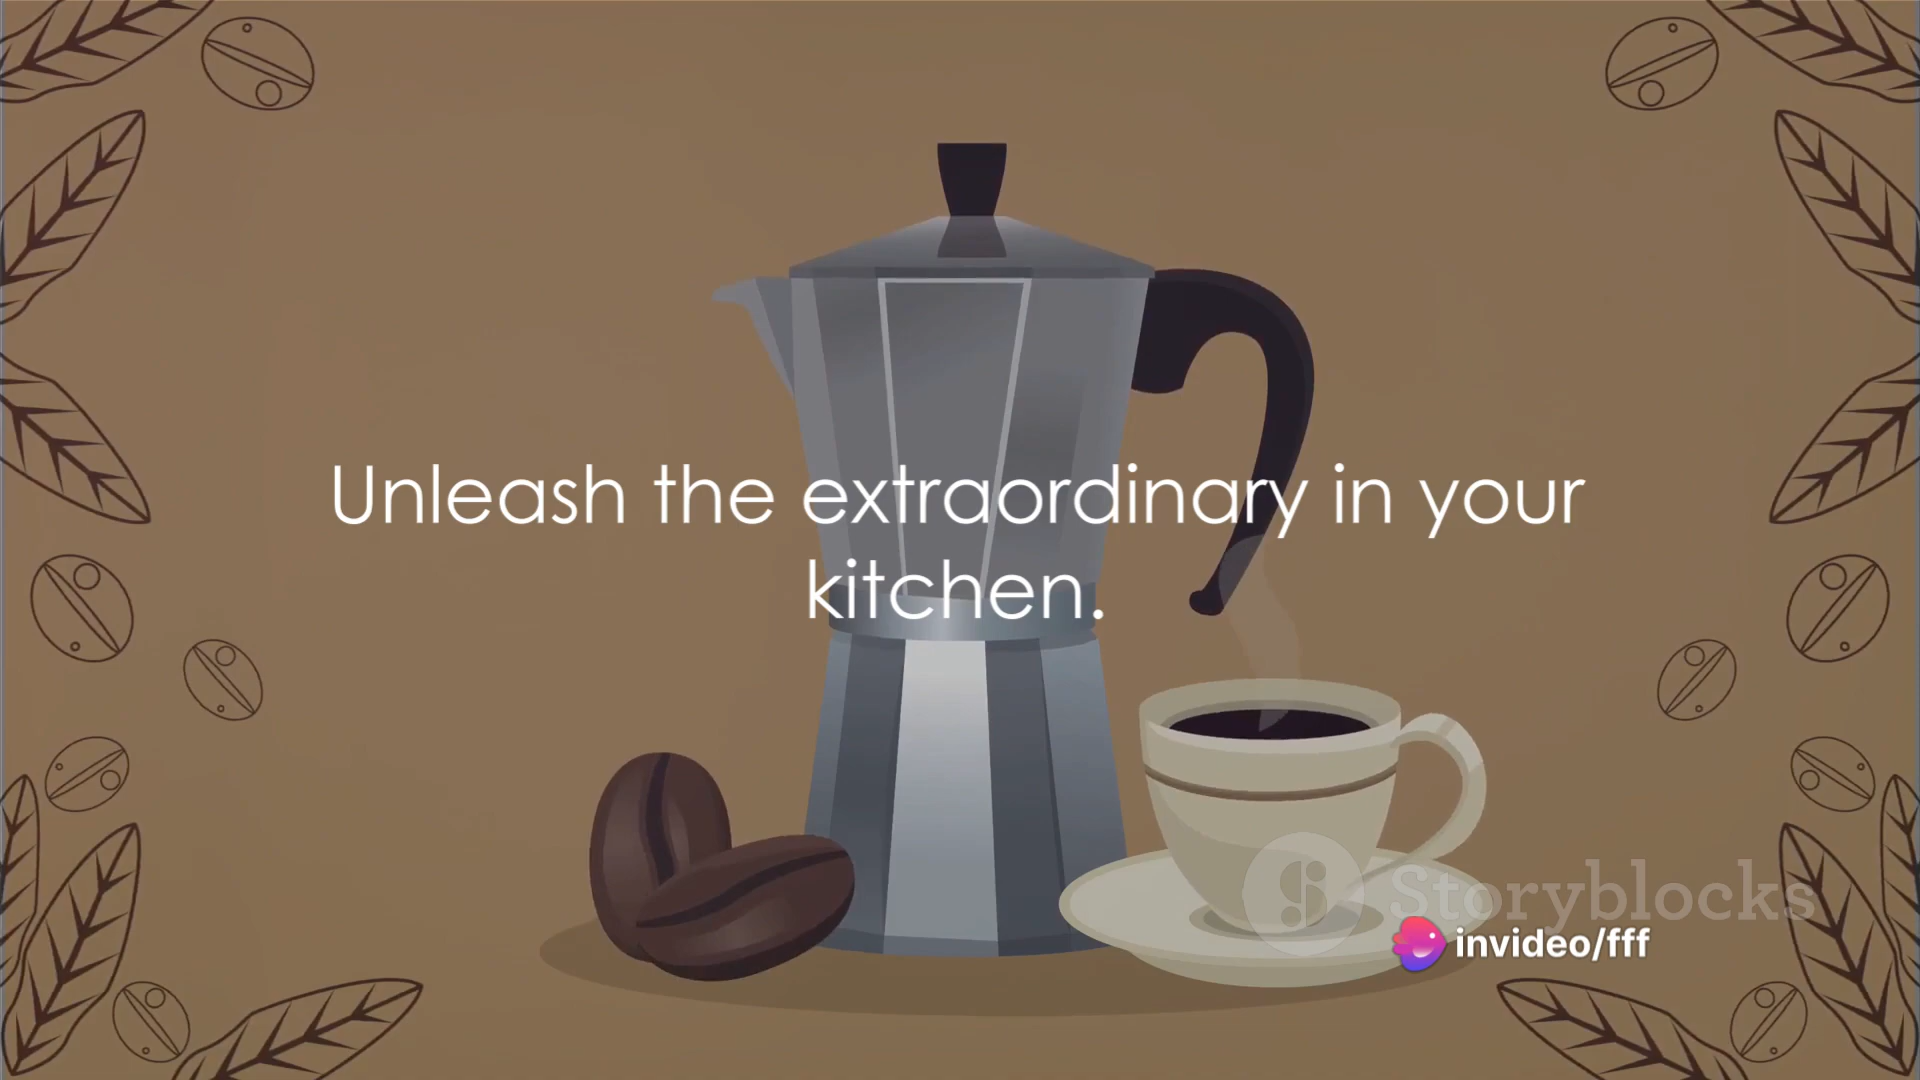 Unleash the extraordinary in your
kitchen.
Storyblocks
invideo/fff